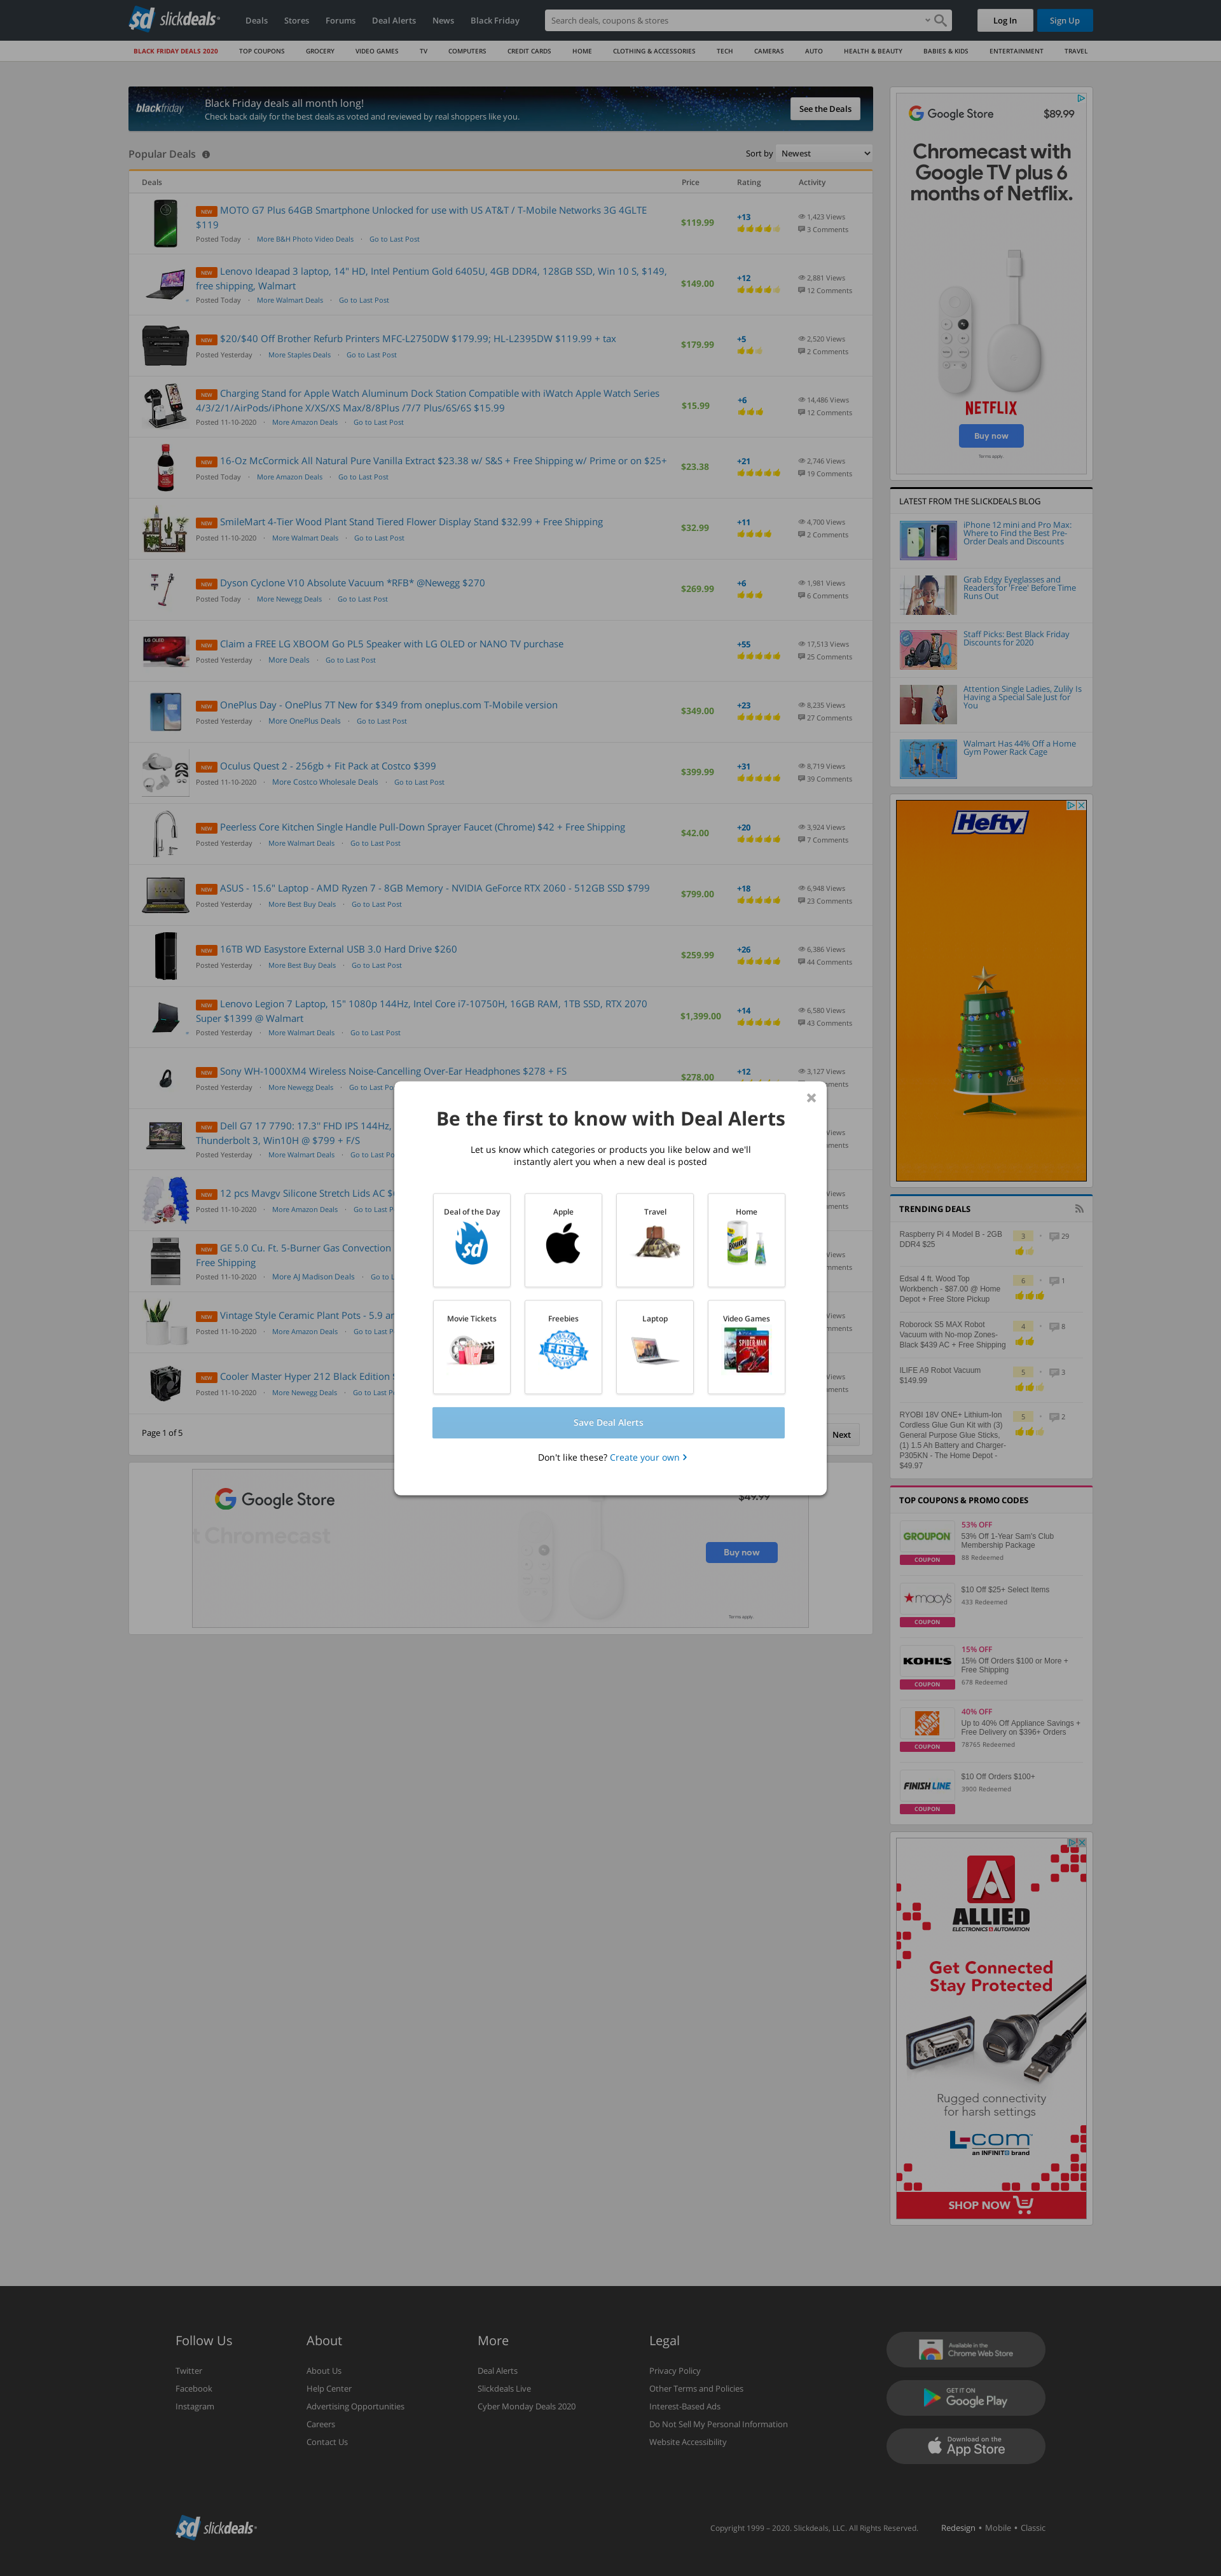 sd slickdeals
Deals Stores Forums Deal Alerts News Black Friday
Search deals, coupons & stores
Log In Sign Up
BLACK FRIDAY DEALS 2020 TOP COUPONS GROCERY VIDEO GAMES TV COMPUTERS CREDIT CARDS HOME CLOTHING & ACCESSORIES TECH CAMERAS AUTO HEALTH & BEAUTY BABIES & KIDS ENTERTAINMENT TRAVEL
blackfriday
Black Friday deals all month long!
Check back daily for the best deals as voted and reviewed by real shoppers like you.
See the Deals
Popular Deals
Sort by Newest
Deals Price Rating Activity
NEW MOTO G7 Plus 64GB Smartphone Unlocked for use with US AT&T / T-Mobile Networks 3G 4GLTE
$119
Posted Today · More B&H Photo Video Deals · Go to Last Post
$119.99 +13 1,423 Views
3 Comments
NEW Lenovo Ideapad 3 laptop, 14" HD, Intel Pentium Gold 6405U, 4GB DDR4, 128GB SSD, Win 10 S, $149,
free shipping, Walmart
Posted Today · More Walmart Deals · Go to Last Post
$149.00 +12 2,881 Views
12 Comments
NEW $20/$40 Off Brother Refurb Printers MFC-L2750DW $179.99; HL-L2395DW $119.99 + tax
Posted Yesterday · More Staples Deals · Go to Last Post
$179.99 +5 2,520 Views
2 Comments
NEW Charging Stand for Apple Watch Aluminum Dock Station Compatible with iWatch Apple Watch Series
4/3/2/1/AirPods/iPhone X/XS/XS Max/8/8Plus /7/7 Plus/6S/6S $15.99
Posted 11-10-2020 · More Amazon Deals · Go to Last Post
$15.99 +6 14,486 Views
12 Comments
NEW 16-Oz McCormick All Natural Pure Vanilla Extract $23.38 w/ S&S + Free Shipping w/ Prime or on $25+
Posted Today · More Amazon Deals · Go to Last Post
$23.38 +21 2,746 Views
19 Comments
NEW SmileMart 4-Tier Wood Plant Stand Tiered Flower Display Stand $32.99 + Free Shipping
Posted 11-10-2020 · More Walmart Deals · Go to Last Post
$32.99 +11 4,700 Views
2 Comments
NEW Dyson Cyclone V10 Absolute Vacuum *RFB* @Newegg $270
Posted Today · More Newegg Deals · Go to Last Post
$269.99 +6 1,981 Views
6 Comments
NEW Claim a FREE LG XBOOM Go PL5 Speaker with LG OLED or NANO TV purchase
Posted Yesterday · More Deals · Go to Last Post
+55 17,513 Views
25 Comments
NEW OnePlus Day - OnePlus 7T New for $349 from oneplus.com T-Mobile version
Posted Yesterday · More OnePlus Deals · Go to Last Post
$349.00 +23 8,235 Views
27 Comments
NEW Oculus Quest 2 - 256gb + Fit Pack at Costco $399
Posted 11-10-2020 · More Costco Wholesale Deals · Go to Last Post
$399.99 +31 8,719 Views
39 Comments
NEW Peerless Core Kitchen Single Handle Pull-Down Sprayer Faucet (Chrome) $42 + Free Shipping
Posted Yesterday · More Walmart Deals · Go to Last Post
$42.00 +20 3,924 Views
7 Comments
NEW ASUS - 15.6" Laptop - AMD Ryzen 7 - 8GB Memory - NVIDIA GeForce RTX 2060 - 512GB SSD $799
Posted Yesterday · More Best Buy Deals · Go to Last Post
$799.00 +18 6,948 Views
23 Comments
NEW 16TB WD Easystore External USB 3.0 Hard Drive $260
Posted Yesterday · More Best Buy Deals · Go to Last Post
$259.99 +26 6,386 Views
44 Comments
NEW Lenovo Legion 7 Laptop, 15" 1080p 144Hz, Intel Core i7-10750H, 16GB RAM, 1TB SSD, RTX 2070
Super $1399 @ Walmart
Posted Yesterday · More Walmart Deals · Go to Last Post
$1,399.00 +14 6,580 Views
43 Comments
NEW Sony WH-1000XM4 Wireless Noise-Cancelling Over-Ear Headphones $278 + FS
Posted Yesterday · More Newegg Deals · Go to Last Po
$278.00 +12 3,127 Views
ments
NEW Dell G7 17 7790: 17.3" FHD IPS 144Hz,
Thunderbolt 3, Win10H @ $799 + F/S
Posted Yesterday · More Walmart Deals · Go to Last Po
Views
ments
NEW 12 pcs Mavgv Silicone Stretch Lids AC $
Posted 11-10-2020 · More Amazon Deals · Go to Last P
Views
ments
NEW GE 5.0 Cu. Ft. 5-Burner Gas Convection
Free Shipping
Posted 11-10-2020 · More AJ Madison Deals · Go to L
Views
mments
NEW Vintage Style Ceramic Plant Pots - 5.9 a
Posted 11-10-2020 · More Amazon Deals · Go to Last P
Views
mments
NEW Cooler Master Hyper 212 Black Edition
Posted 11-10-2020 · More Newegg Deals · Go to Last Po
Views
ments
Page 1 of 5
Next
Be the first to know with Deal Alerts
Let us know which categories or products you like below and we'll
instantly alert you when a new deal is posted
Deal of the Day Apple Travel Home
sd
Bounty
Movie Tickets Freebies Laptop Video Games
FREE
SPIDER-MAN
Save Deal Alerts
Don't like these? Create your own
Google Store
$49.99
t Chromecast
Buy now
Terms apply
Google Store $89.99
Chromecast with
Google TV plus 6
months of Netflix.
NETFLIX
Buy now
Terms apply
LATEST FROM THE SLICKDEALS BLOG
iPhone 12 mini and Pro Max:
Where to Find the Best Pre-
Order Deals and Discounts
Grab Edgy Eyeglasses and
Readers for 'Free' Before Time
Runs Out
Staff Picks: Best Black Friday
Discounts for 2020
Attention Single Ladies, Zulily Is
Having a Special Sale Just for
You
Walmart Has 44% Off a Home
Gym Power Rack Cage
Hefty
TRENDING DEALS
Raspberry Pi 4 Model B - 2GB
DDR4 $25
3 · 29
Edsal 4 ft. Wood Top
Workbench - $87.00 @ Home
Depot + Free Store Pickup
6 · 1
Roborock S5 MAX Robot
Vacuum with No-mop Zones-
Black $439 AC + Free Shipping
4 · 8
ILIFE A9 Robot Vacuum
$149.99
5 · 3
RYOBI 18V ONE+ Lithium-Ion
Cordless Glue Gun Kit with (3)
General Purpose Glue Sticks,
(1) 1.5 Ah Battery and Charger-
P305KN - The Home Depot -
$49.97
5 · 2
TOP COUPONS & PROMO CODES
GROUPON
COUPON
53% OFF
53% Off 1-Year Sam's Club
Membership Package
88 Redeemed
macy's
COUPON
$10 Off $25+ Select Items
433 Redeemed
KOHL'S
COUPON
15% OFF
15% Off Orders $100 or More +
Free Shipping
678 Redeemed
COUPON
40% OFF
Up to 40% Off Appliance Savings +
Free Delivery on $396+ Orders
78765 Redeemed
FINISH LINE
COUPON
$10 Off Orders $100+
3900 Redeemed
ALLIED
ELECTRONICS & AUTOMATION
Get Connected
Stay Protected
Rugged connectivity
for harsh settings
L-com
an INFINIT brand
SHOP NOW
Follow Us
Twitter
Facebook
Instagram
About
About Us
Help Center
Advertising Opportunities
Careers
Contact Us
More
Deal Alerts
Slickdeals Live
Cyber Monday Deals 2020
Legal
Privacy Policy
Other Terms and Policies
Interest-Based Ads
Do Not Sell My Personal Information
Website Accessibility
Available in the
Chrome Web Store
GET IT ON
Google Play
Download on the
App Store
sd slickdeals
Copyright 1999 – 2020. Slickdeals, LLC. All Rights Reserved. Redesign • Mobile • Classic